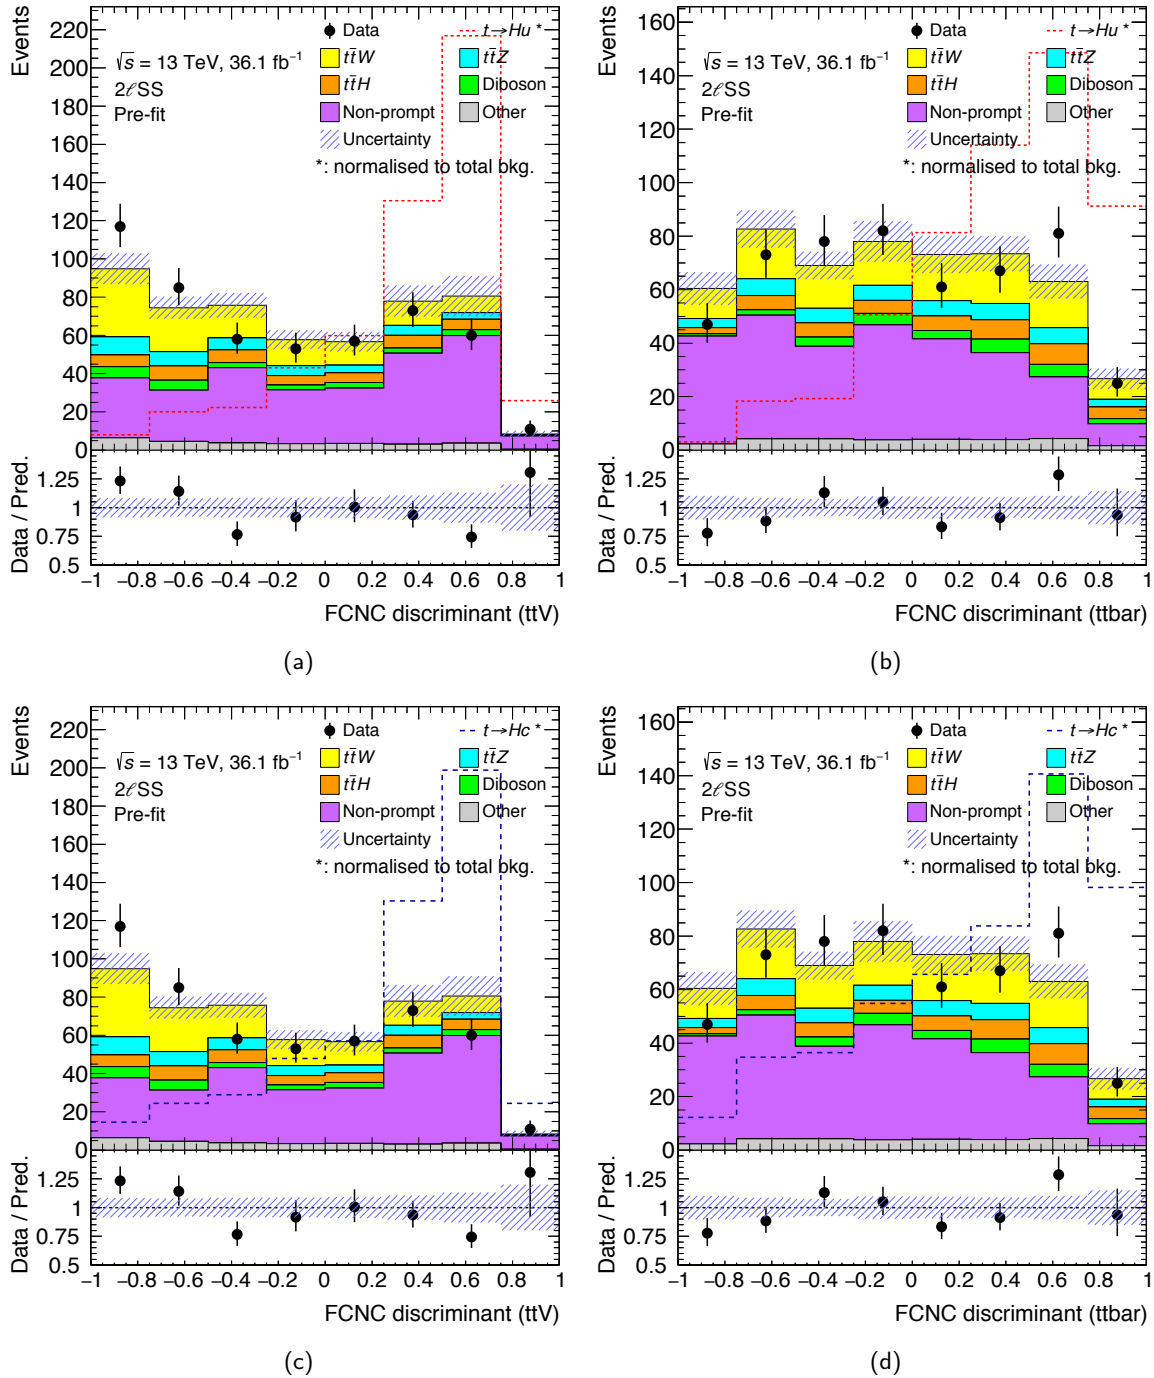 Events
220
200
180
160
140
120
100
80
60
40
20
0
√s = 13 TeV, 36.1 fb⁻¹
2ℓSS
Pre-fit
Data
t→Hu *
tt̄W
tt̄Z
tt̄H
Diboson
Non-prompt
Other
Uncertainty
*: normalised to total bkg.
Data / Pred.
1.25
1
0.75
0.5
−1 −0.8 −0.6 −0.4 −0.2 0 0.2 0.4 0.6 0.8 1
FCNC discriminant (ttV)
(a)
Events
160
140
120
100
80
60
40
20
0
√s = 13 TeV, 36.1 fb⁻¹
2ℓSS
Pre-fit
Data
t→Hu *
tt̄W
tt̄Z
tt̄H
Diboson
Non-prompt
Other
Uncertainty
*: normalised to total bkg.
Data / Pred.
1.25
1
0.75
0.5
−1 −0.8 −0.6 −0.4 −0.2 0 0.2 0.4 0.6 0.8 1
FCNC discriminant (ttbar)
(b)
Events
220
200
180
160
140
120
100
80
60
40
20
0
√s = 13 TeV, 36.1 fb⁻¹
2ℓSS
Pre-fit
Data
t→Hc *
tt̄W
tt̄Z
tt̄H
Diboson
Non-prompt
Other
Uncertainty
*: normalised to total bkg.
Data / Pred.
1.25
1
0.75
0.5
−1 −0.8 −0.6 −0.4 −0.2 0 0.2 0.4 0.6 0.8 1
FCNC discriminant (ttV)
(c)
Events
160
140
120
100
80
60
40
20
0
√s = 13 TeV, 36.1 fb⁻¹
2ℓSS
Pre-fit
Data
t→Hc *
tt̄W
tt̄Z
tt̄H
Diboson
Non-prompt
Other
Uncertainty
*: normalised to total bkg.
Data / Pred.
1.25
1
0.75
0.5
−1 −0.8 −0.6 −0.4 −0.2 0 0.2 0.4 0.6 0.8 1
FCNC discriminant (ttbar)
(d)